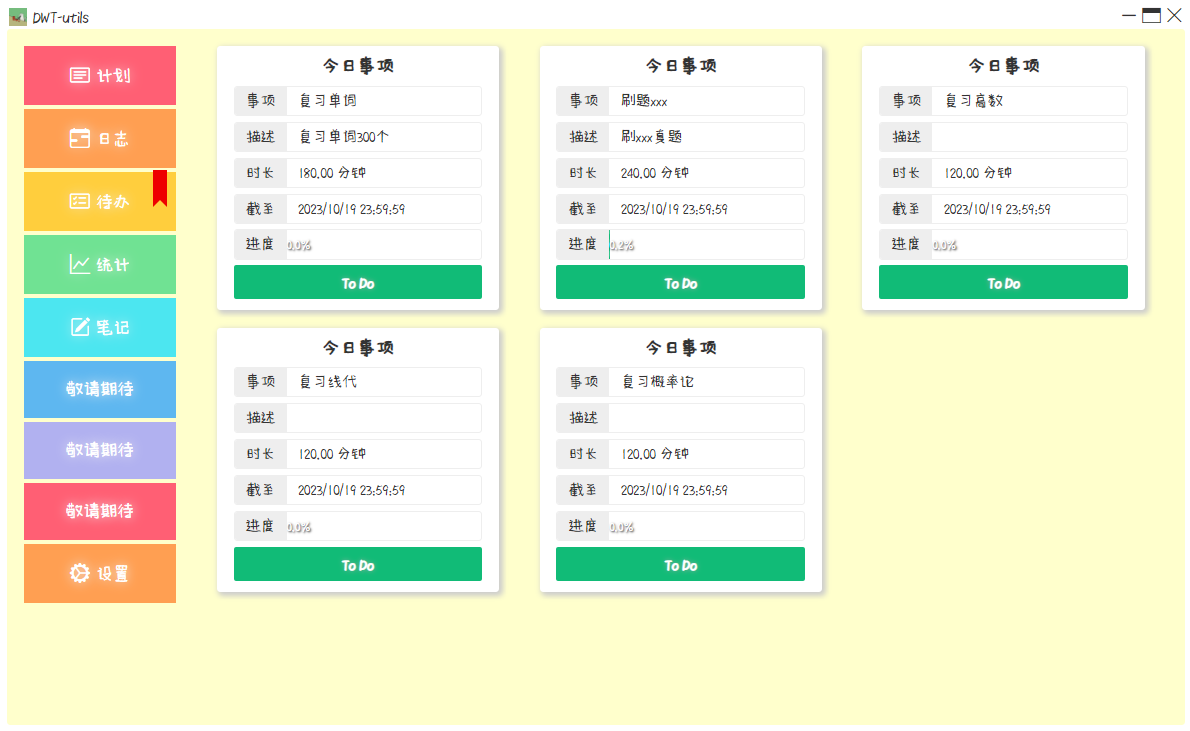 DWT-utils
计划
日志
待办
统计
笔记
敬请期待
敬请期待
敬请期待
设置
今日事项
事项 复习单词
描述 复习单词300个
时长 180.00 分钟
截至 2023/10/19 23:59:59
进度 0.0%
To Do
今日事项
事项 刷题xxx
描述 刷xxx真题
时长 240.00 分钟
截至 2023/10/19 23:59:59
进度 0.2%
To Do
今日事项
事项 复习高数
描述
时长 120.00 分钟
截至 2023/10/19 23:59:59
进度 0.0%
To Do
今日事项
事项 复习线代
描述
时长 120.00 分钟
截至 2023/10/19 23:59:59
进度 0.0%
To Do
今日事项
事项 复习概率论
描述
时长 120.00 分钟
截至 2023/10/19 23:59:59
进度 0.0%
To Do